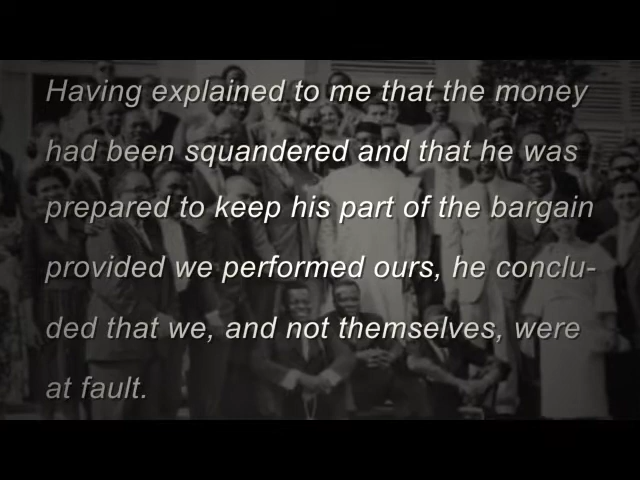 Having explained to me that the money
had been squandered and that he was
prepared to keep his part of the bargain
provided we performed ours, he conclu-
ded that we, and not themselves, were
at fault.